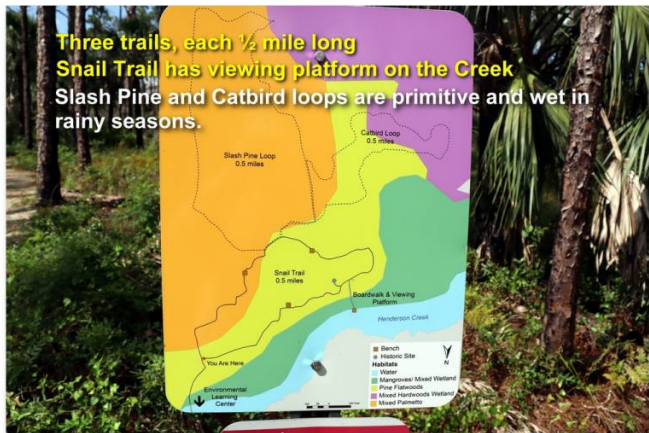 Three trails, each ½ mile long
Snail Trail has viewing platform on the Creek
Slash Pine and Catbird loops are primitive and wet in
rainy seasons.
Catbird Loop
0.5 miles
Slash Pine Loop
0.5 miles
Snail Trail
0.5 miles
Boardwalk & Viewing
Platform
Henderson Creek
You Are Here
Environmental
Learning
Center
Bench
Historic Site
Habitats
Water
Mangroves/ Mixed Wetland
Pine Flatwoods
Mixed Hardwoods Wetland
Mixed Palmetto
N